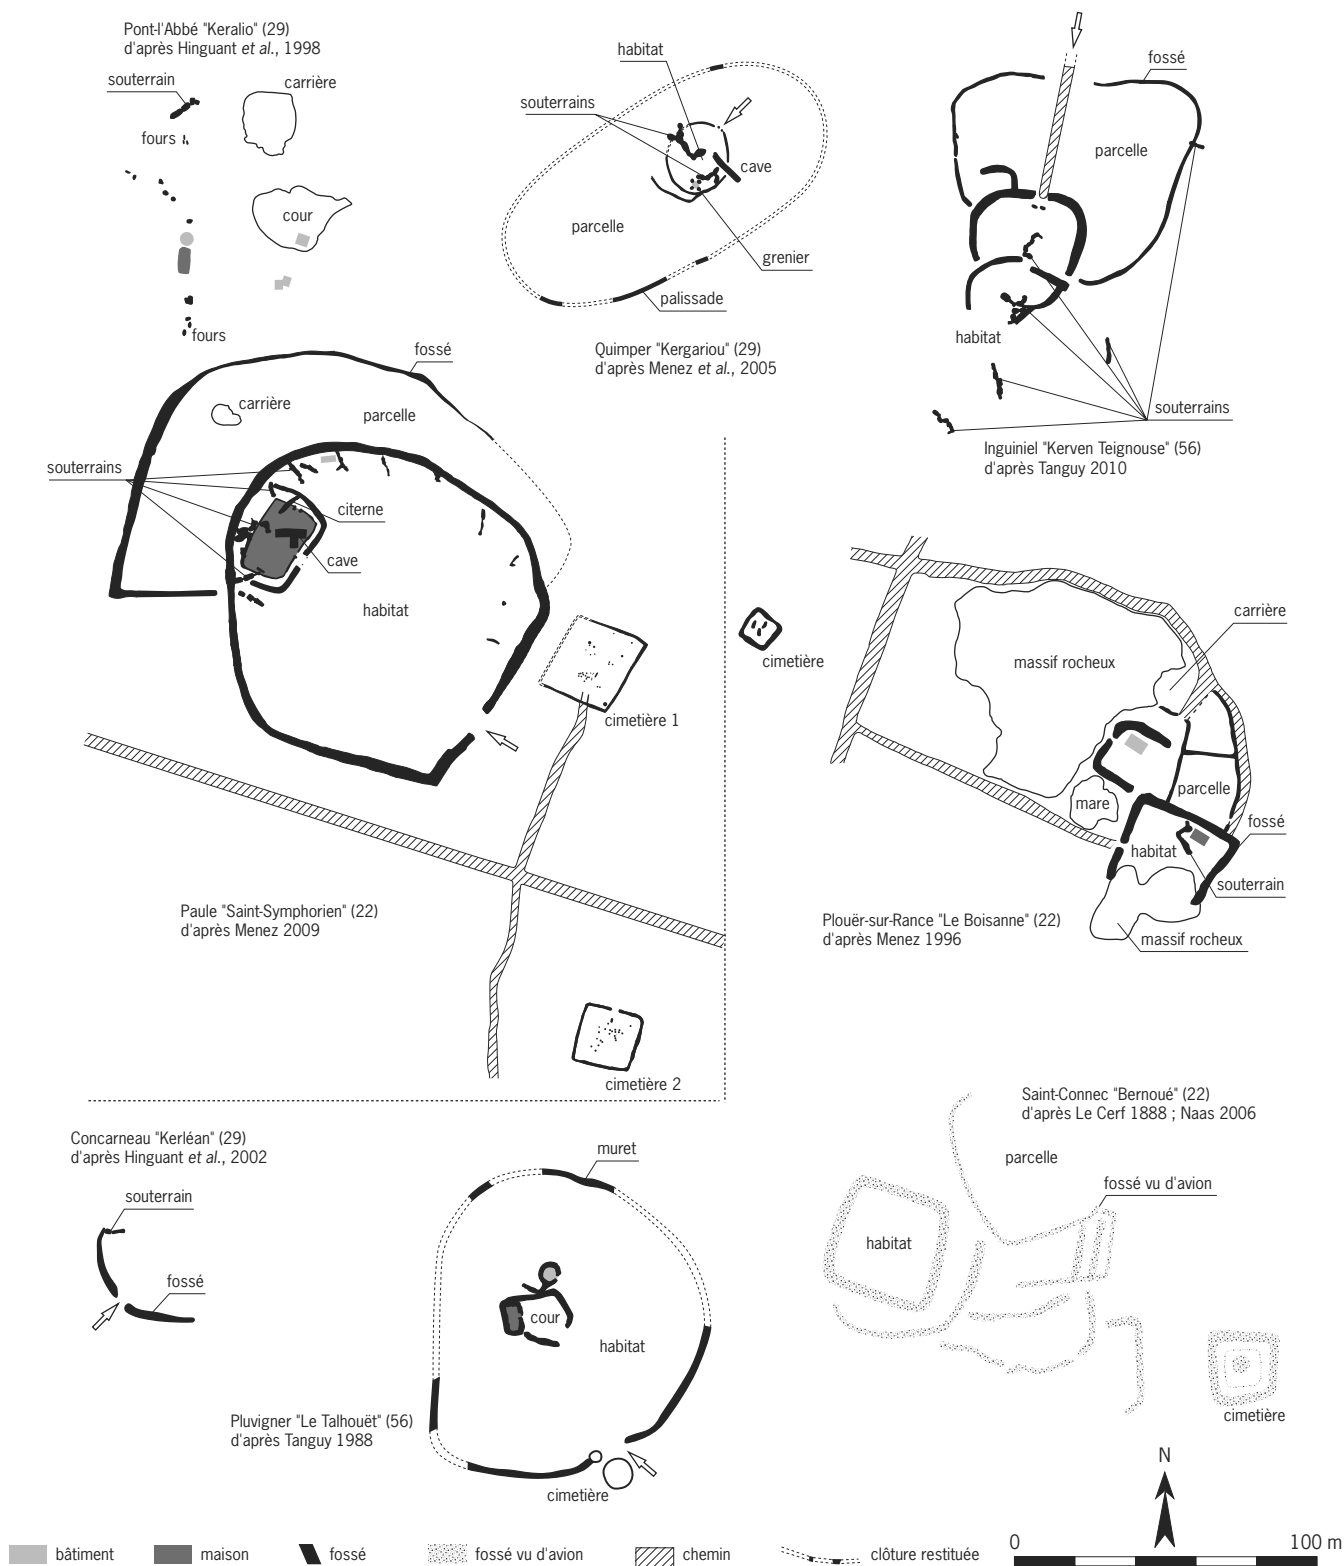 Pont-l'Abbé "Keralio" (29)
d'après Hinguant et al., 1998
souterrain
carrière
fours
cour
fours
habitat
souterrains
cave
parcelle
grenier
palissade
Quimper "Kergariou" (29)
d'après Menez et al., 2005
fossé
parcelle
habitat
souterrains
Inguiniel "Kerven Teignouse" (56)
d'après Tanguy 2010
fossé
carrière
parcelle
souterrains
citerne
cave
habitat
cimetière 1
Paule "Saint-Symphorien" (22)
d'après Menez 2009
cimetière 2
cimetière
carrière
massif rocheux
parcelle
mare
fossé
habitat
souterrain
Plouër-sur-Rance "Le Boisanne" (22)
d'après Menez 1996
massif rocheux
Concarneau "Kerléan" (29)
d'après Hinguant et al., 2002
souterrain
fossé
muret
cour
habitat
Pluvigner "Le Talhouët" (56)
d'après Tanguy 1988
cimetière
Saint-Connec "Bernoué" (22)
d'après Le Cerf 1888 ; Naas 2006
parcelle
fossé vu d'avion
habitat
cimetière
N
0 100 m
bâtiment maison fossé fossé vu d'avion chemin clôture restituée